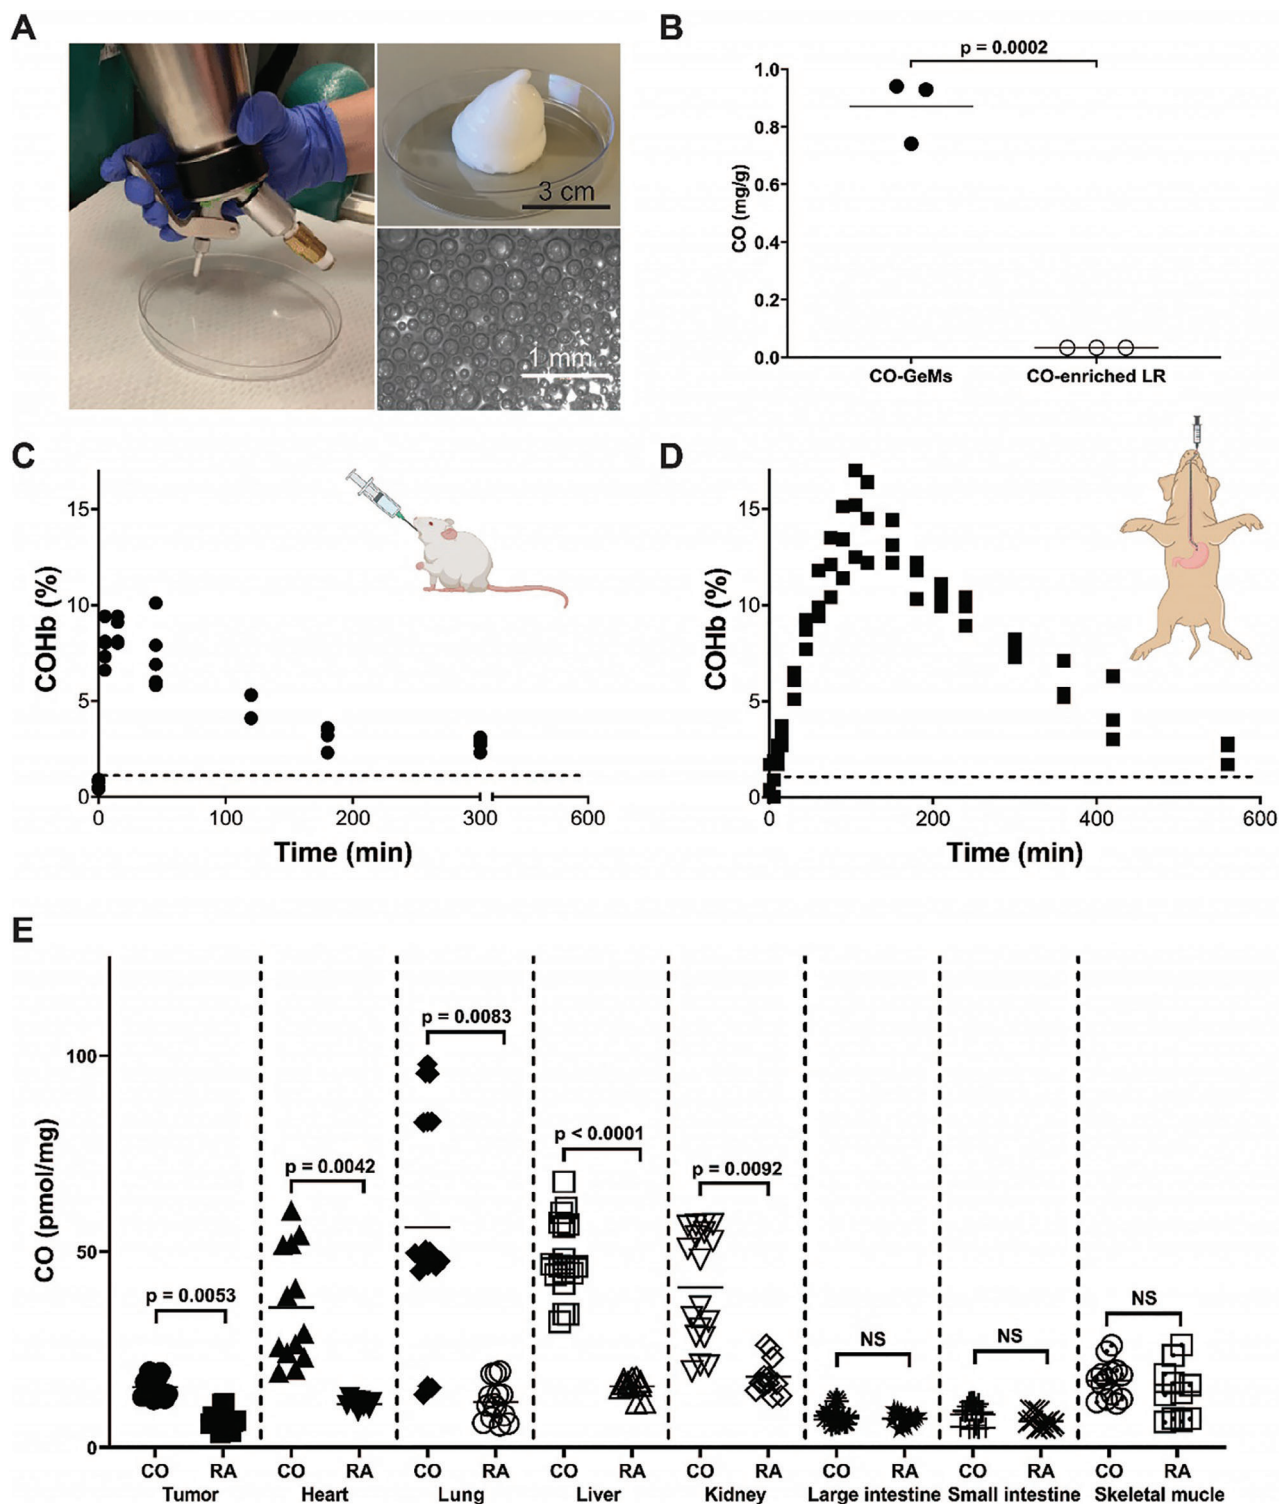 A
3 cm
1 mm
B
p = 0.0002
CO (mg/g)
1.0
0.8
0.6
0.4
0.2
0.0
CO-GeMs
CO-enriched LR
C
COHb (%)
15
10
5
0
0
100
200
300
600
Time (min)
D
COHb (%)
15
10
5
0
0
200
400
600
Time (min)
E
CO (pmol/mg)
100
50
0
p = 0.0053
p = 0.0042
p = 0.0083
p < 0.0001
p = 0.0092
NS
NS
NS
CO RA CO RA CO RA CO RA CO RA CO RA CO RA CO RA
Tumor Heart Lung Liver Kidney Large intestine Small intestine Skeletal mucle